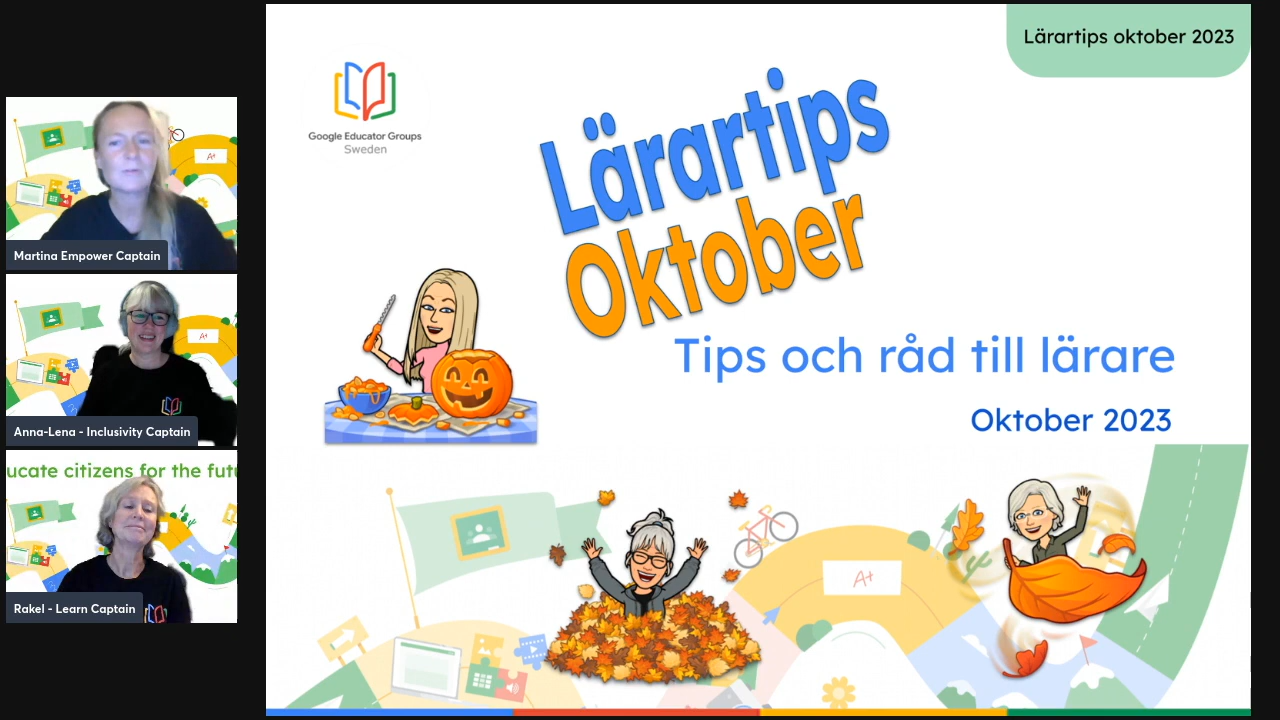 Lärartips oktober 2023
Google Educator Groups
Sweden
Lärartips
Oktober
Tips och råd till lärare
Oktober 2023
A+
Martina Empower Captain
A+
Anna-Lena - Inclusivity Captain
A+
ucate citizens for the futu
Rakel - Learn Captain